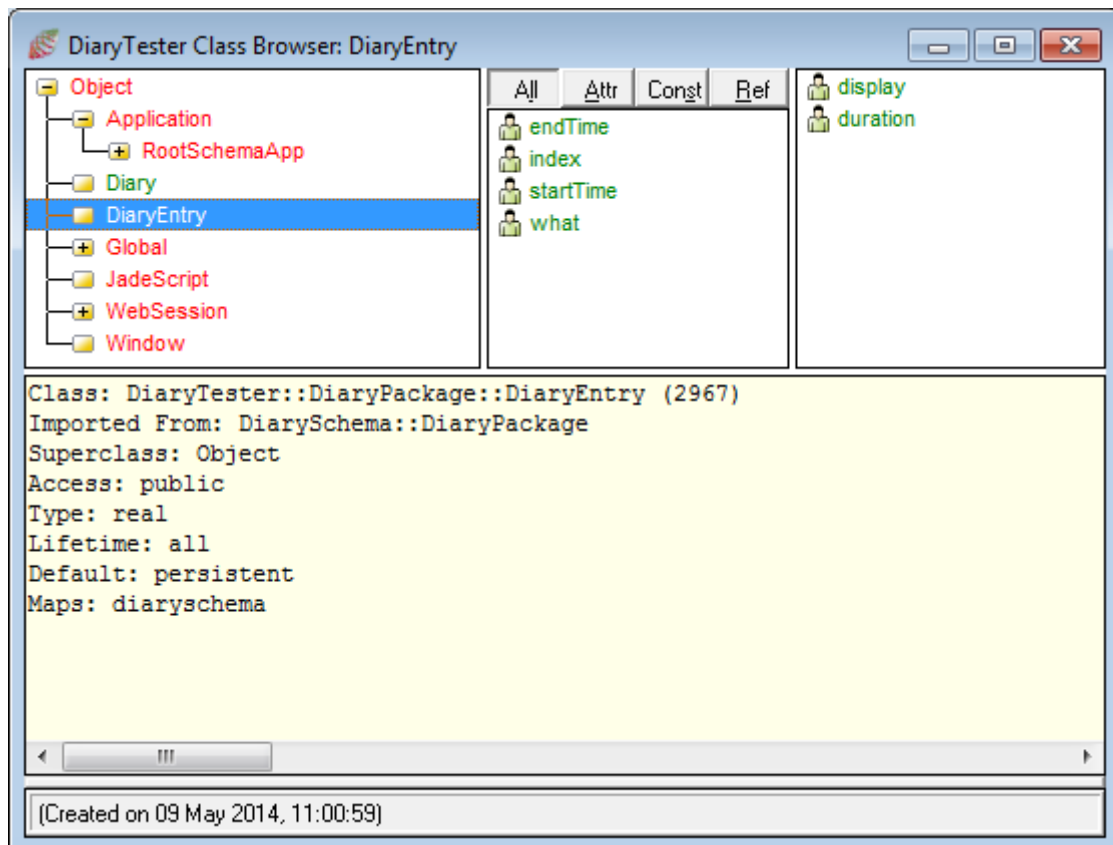 DiaryTester Class Browser: DiaryEntry
Object
Application
RootSchemaApp
Diary
DiaryEntry
Global
JadeScript
WebSession
Window
All Attr Const Ref
endTime
index
startTime
what
display
duration
Class: DiaryTester::DiaryPackage::DiaryEntry (2967)
Imported From: DiarySchema::DiaryPackage
Superclass: Object
Access: public
Type: real
Lifetime: all
Default: persistent
Maps: diaryschema
(Created on 09 May 2014, 11:00:59)